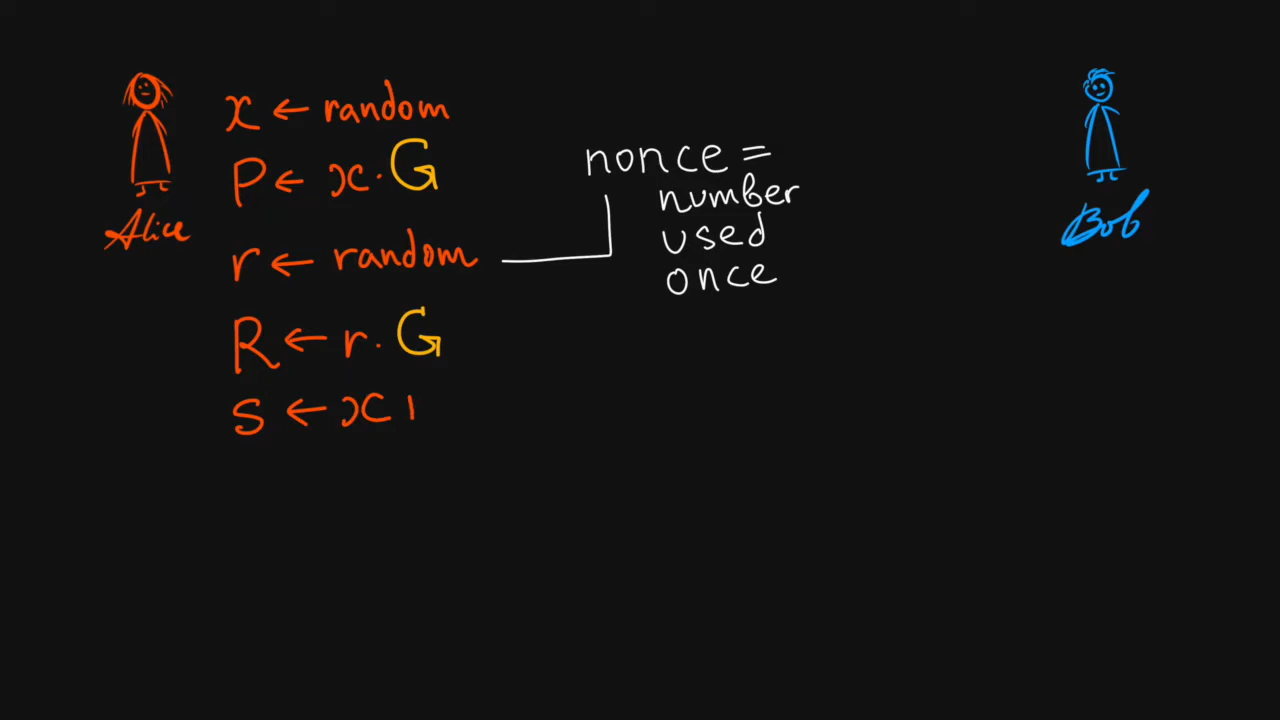 x ← random
P ← x · G
nonce =
number
used
once
r ← random
R ← r · G
s ← x
Alice
Bob